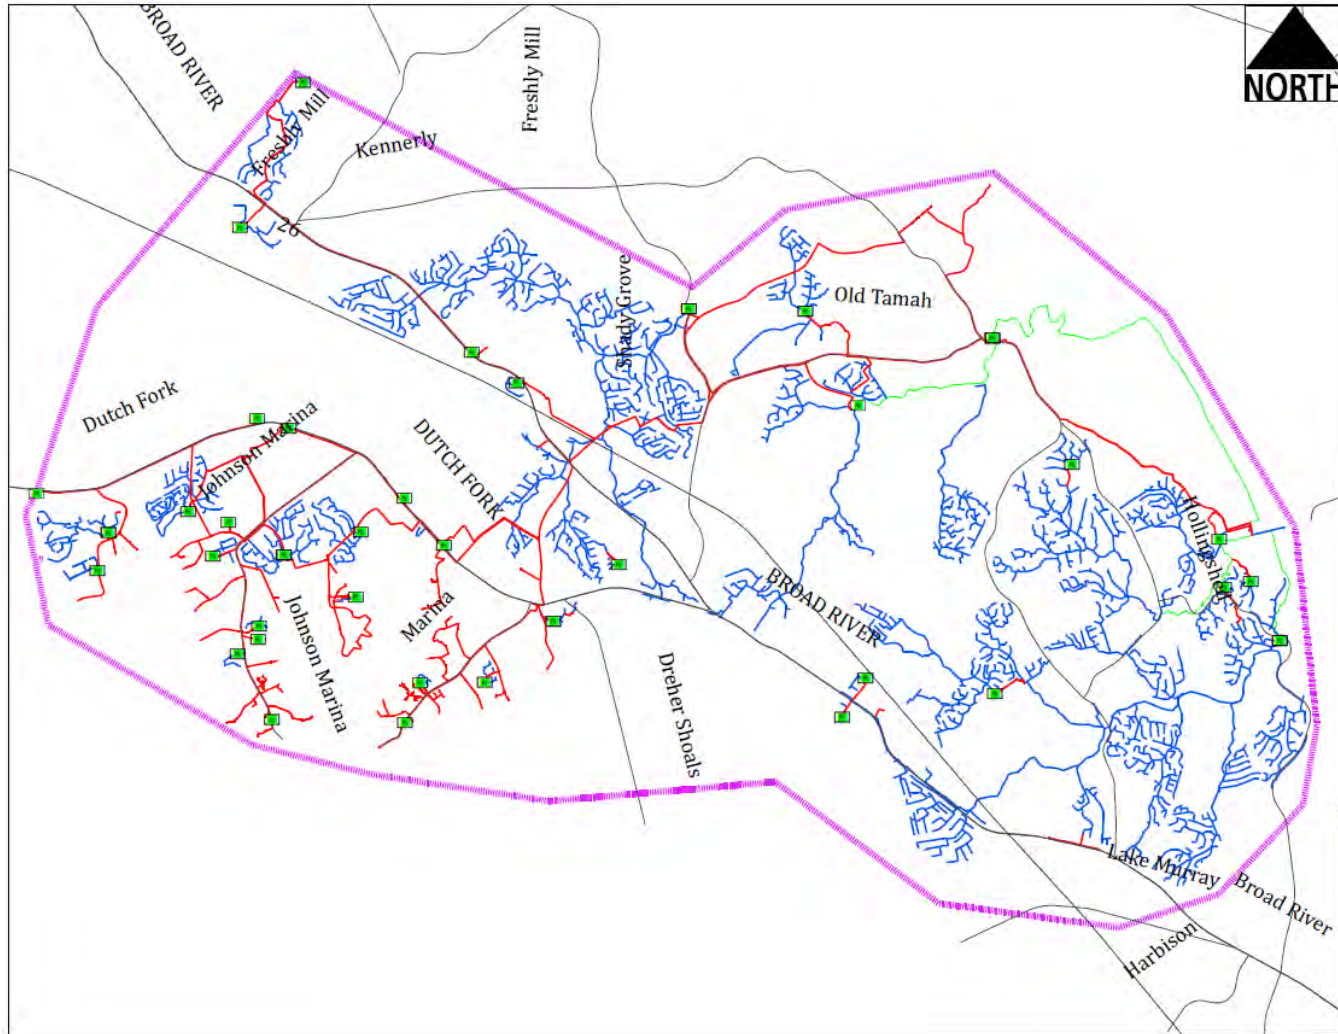 BROAD RIVER
Freshly Mill
NORTH
Freshly Mill
Kennerly
26
Shady Grove
Old Tamah
Dutch Fork
Johnson Marina
DUTCH FORK
Hollingshed
BROAD RIVER
Johnson Marina
Marina
Dreher Shoals
Lake Murray
Broad River
Harbison